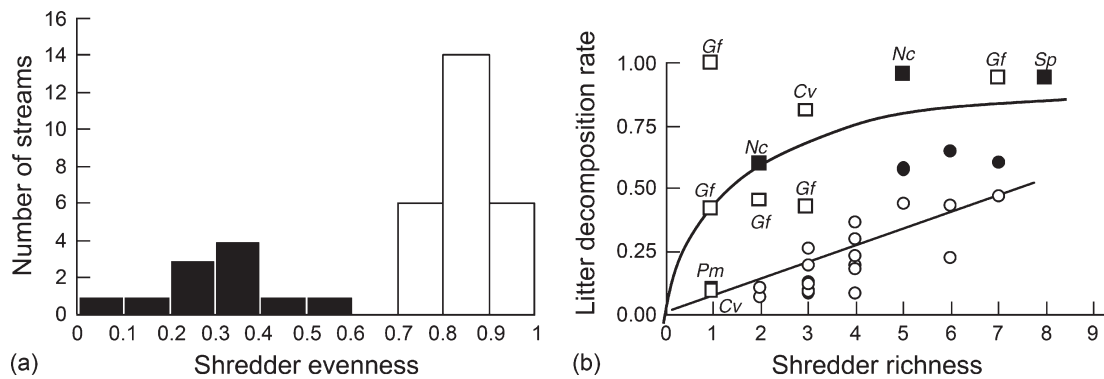 16
14
12
10
8
6
4
2
0
Number of streams
0 0.1 0.2 0.3 0.4 0.5 0.6 0.7 0.8 0.9 1
(a) Shredder evenness
1.00
0.75
0.50
0.25
0.00
Litter decomposition rate
Gf
Nc
Gf
Sp
Cv
Nc
Gf
Gf
Gf
Pm
Cv
0 1 2 3 4 5 6 7 8 9
(b) Shredder richness